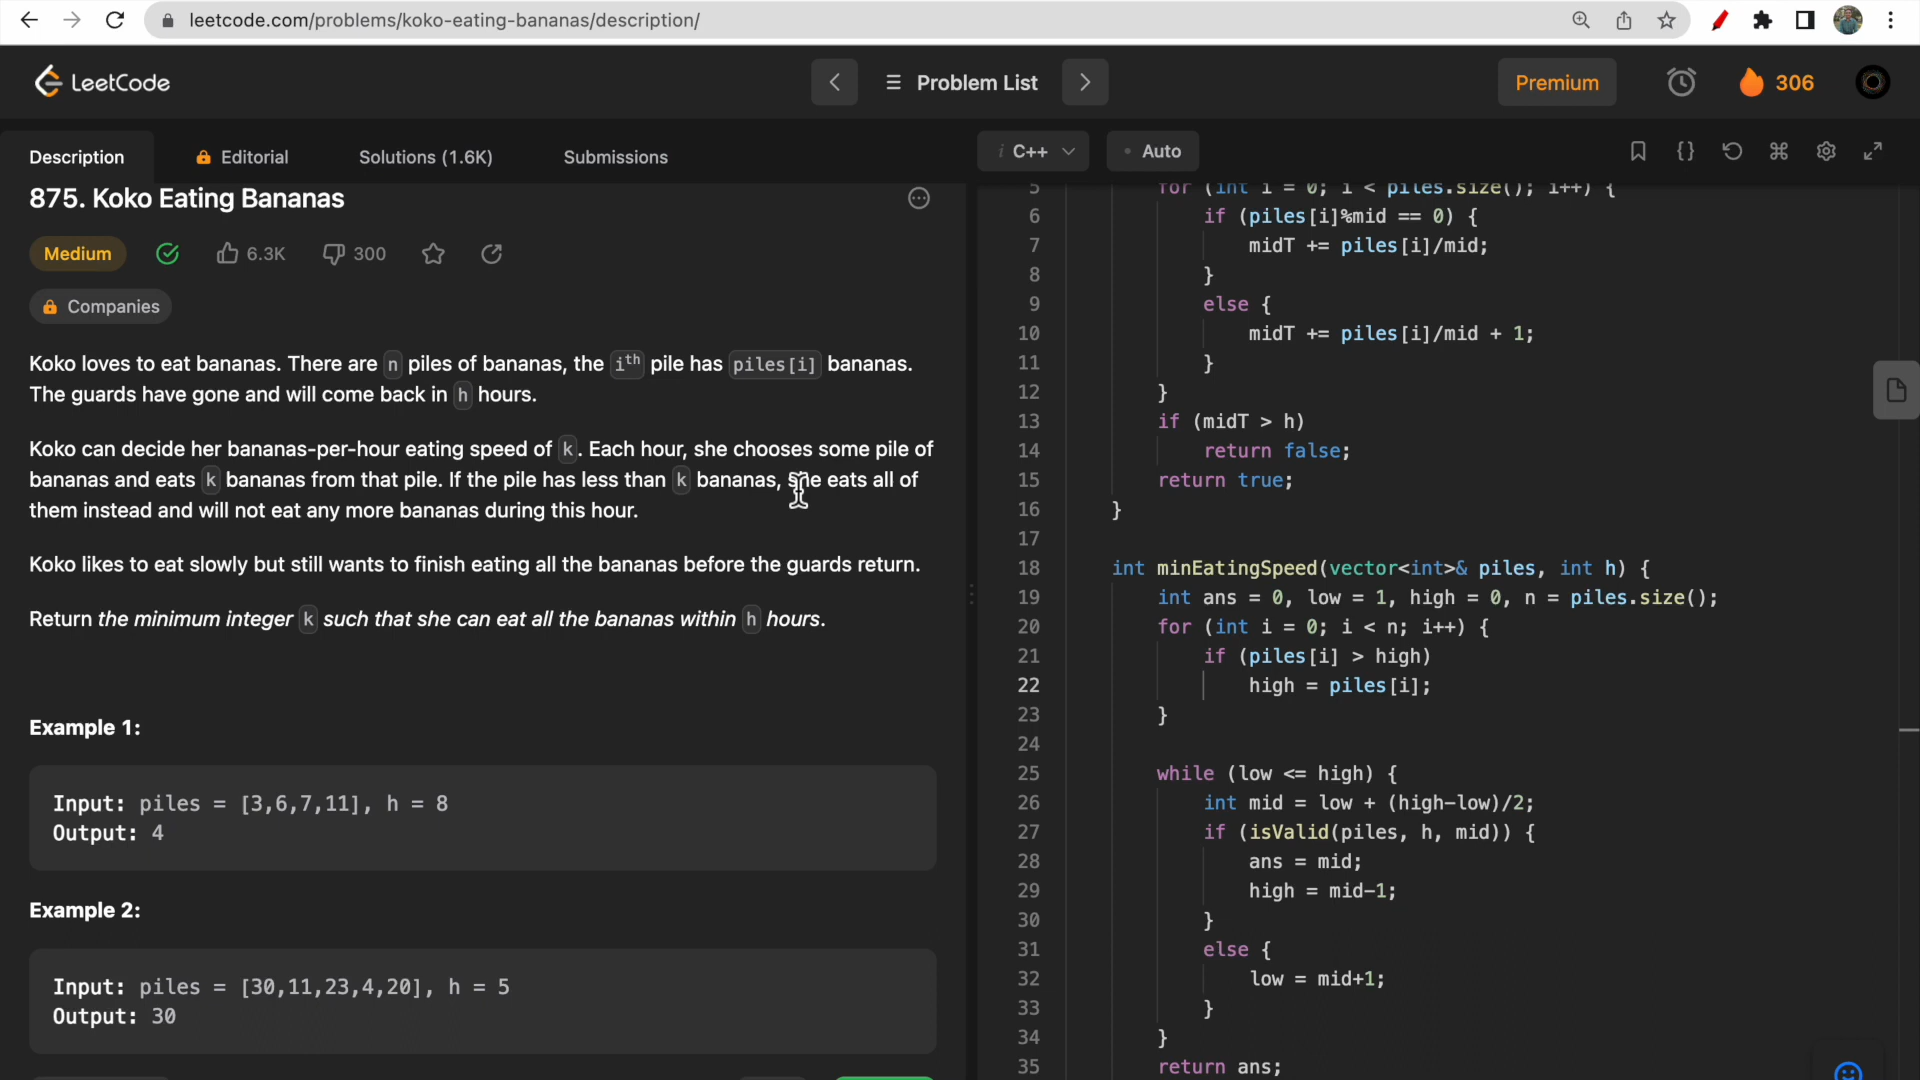 leetcode.com/problems/koko-eating-bananas/description/
LeetCode
Problem List
Premium
306
Description
Editorial
Solutions (1.6K)
Submissions
875. Koko Eating Bananas
Medium
6.3K
300
Companies
Koko loves to eat bananas. There are n piles of bananas, the ith pile has piles[i] bananas.
The guards have gone and will come back in h hours.
Koko can decide her bananas-per-hour eating speed of k. Each hour, she chooses some pile of
bananas and eats k bananas from that pile. If the pile has less than k bananas, she eats all of
them instead and will not eat any more bananas during this hour.
Koko likes to eat slowly but still wants to finish eating all the bananas before the guards return.
Return the minimum integer k such that she can eat all the bananas within h hours.
Example 1:
Input: piles = [3,6,7,11], h = 8
Output: 4
Example 2:
Input: piles = [30,11,23,4,20], h = 5
Output: 30
i C++
Auto
5 for (int i = 0; i < piles.size(); i++) {
6 if (piles[i]%mid == 0) {
7 midT += piles[i]/mid;
8 }
9 else {
10 midT += piles[i]/mid + 1;
11 }
12 }
13 if (midT > h)
14 return false;
15 return true;
16 }
17
18 int minEatingSpeed(vector<int>& piles, int h) {
19 int ans = 0, low = 1, high = 0, n = piles.size();
20 for (int i = 0; i < n; i++) {
21 if (piles[i] > high)
22 high = piles[i];
23 }
24
25 while (low <= high) {
26 int mid = low + (high-low)/2;
27 if (isValid(piles, h, mid)) {
28 ans = mid;
29 high = mid-1;
30 }
31 else {
32 low = mid+1;
33 }
34 }
35 return ans;